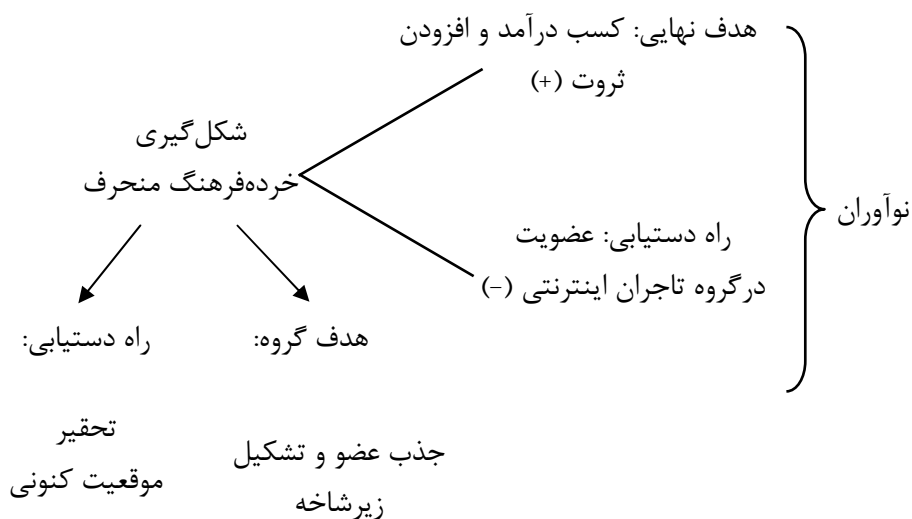 هدف نهایی: کسب درآمد و افزودن
ثروت (+)
نوآوران
راه دستیابی: عضویت
درگروه تاجران اینترنتی (-)
شکل‌گیری
خرده‌فرهنگ منحرف
هدف گروه:
جذب عضو و تشکیل
زیرشاخه
راه دستیابی:
تحقیر
موقعیت کنونی